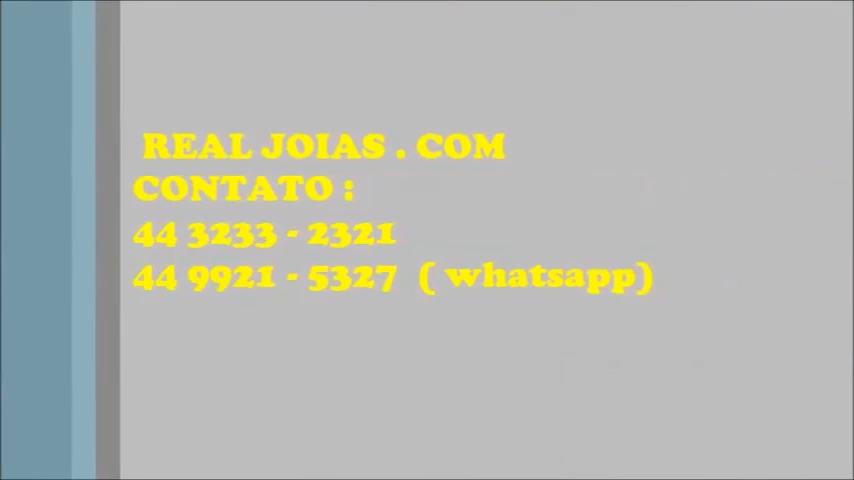 REAL JOIAS . COM
CONTATO :
44 3233 - 2321
44 9921 - 5327 ( whatsapp)